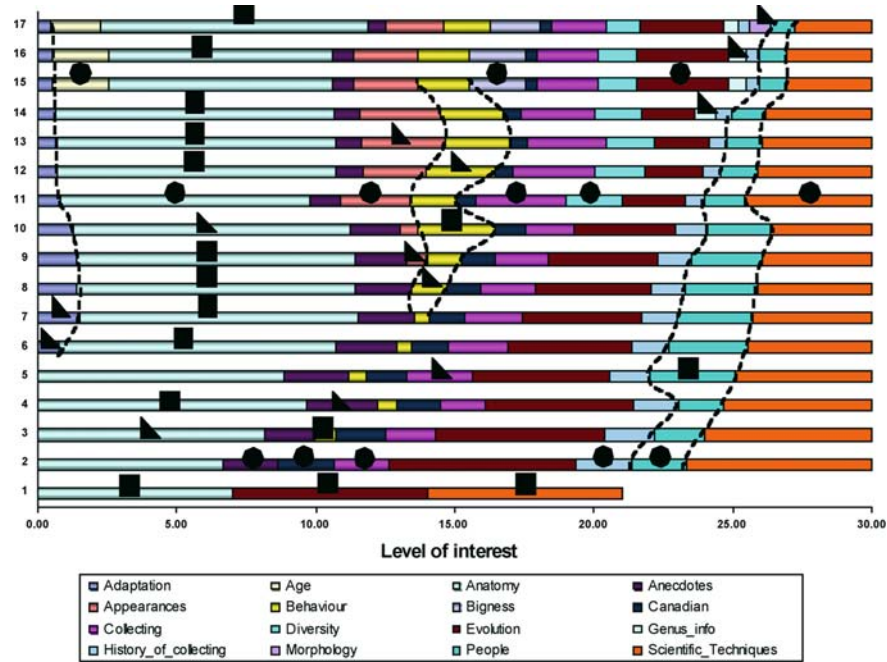 17
16
15
14
13
12
11
10
9
8
7
6
5
4
3
2
1
0.00 5.00 10.00 15.00 20.00 25.00 30.00
Level of interest
Adaptation Age Anatomy Anecdotes
Appearances Behaviour Bigness Canadian
Collecting Diversity Evolution Genus_info
History_of_collecting Morphology People Scientific_Techniques